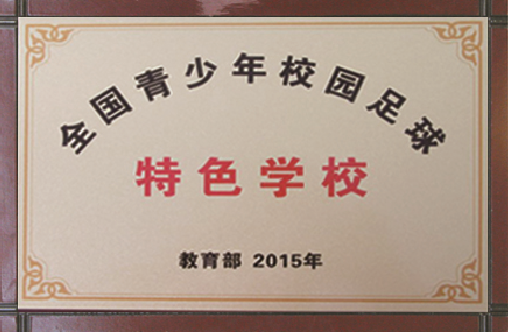 全国青少年校园足球
特色学校
教育部 2015年